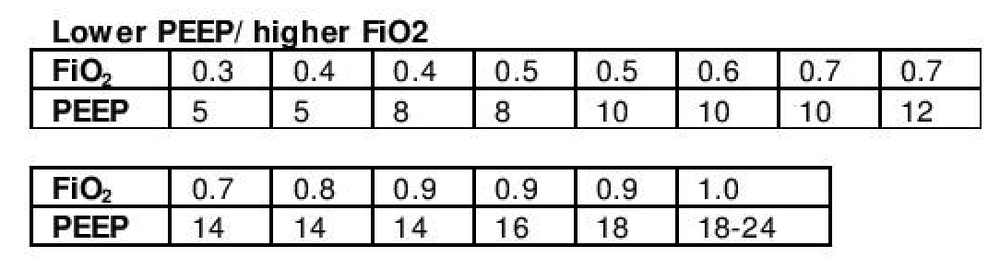 Lower PEEP/ higher FiO2
FiO₂ 0.3 0.4 0.4 0.5 0.5 0.6 0.7 0.7
PEEP 5 5 8 8 10 10 10 12
FiO₂ 0.7 0.8 0.9 0.9 0.9 1.0
PEEP 14 14 14 16 18 18-24